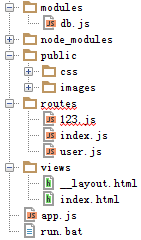 modules
db.js
node_modules
public
css
images
routes
123.js
index.js
user.js
views
__layout.html
index.html
app.js
run.bat